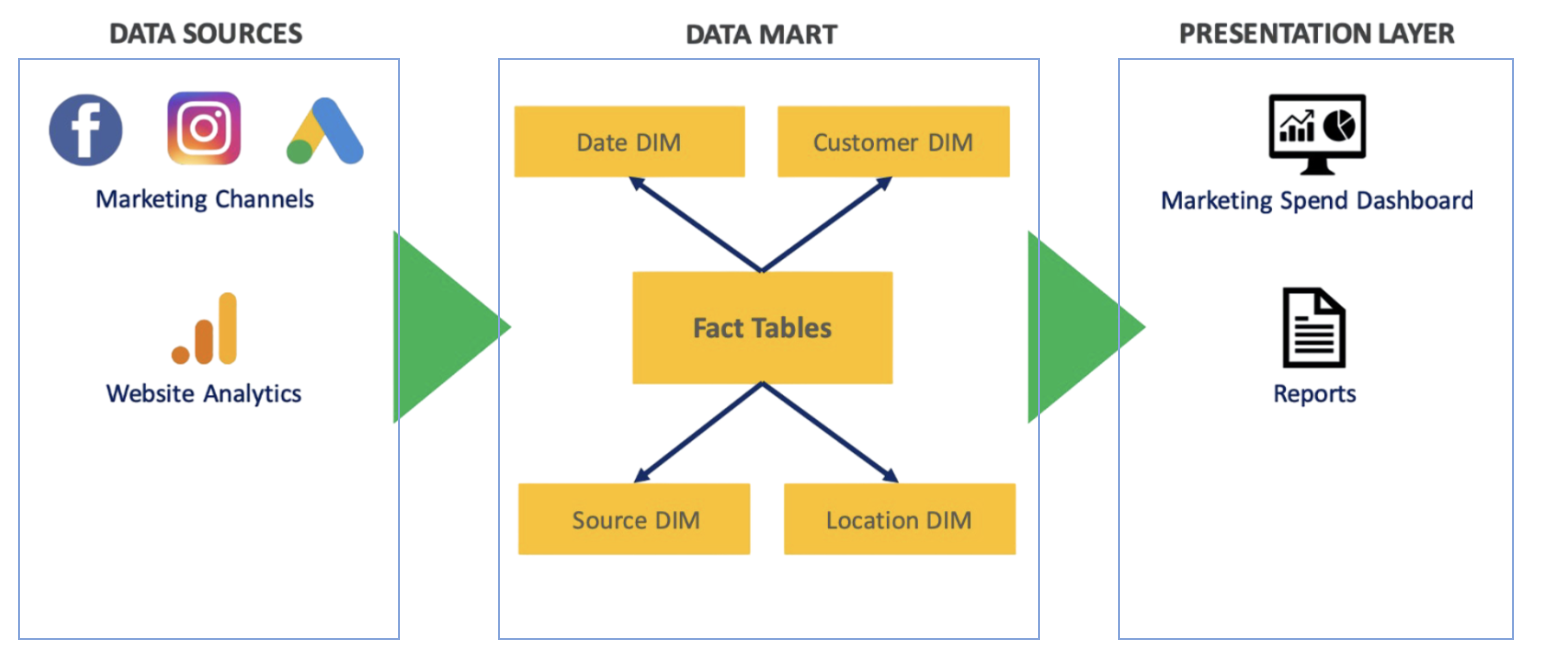 DATA SOURCES
DATA MART
PRESENTATION LAYER
Marketing Channels
Website Analytics
Date DIM
Customer DIM
Fact Tables
Source DIM
Location DIM
Marketing Spend Dashboard
Reports